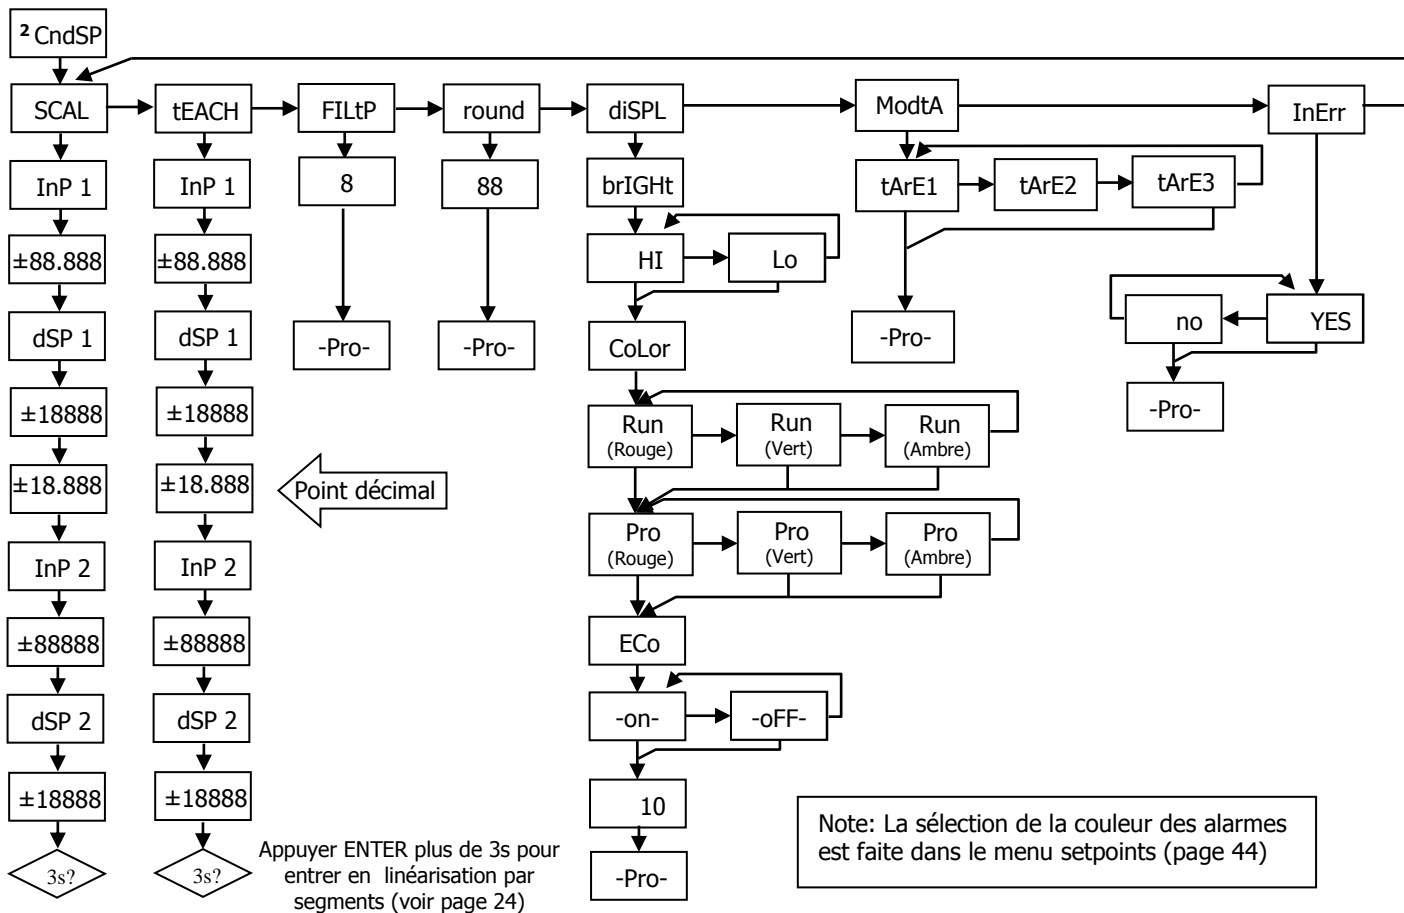 ² CndSP
SCAL
tEACH
FILtP
round
diSPL
ModtA
InErr
InP 1
InP 1
8
88
brIGHt
tArE1
tArE2
tArE3
±88.888
±88.888
HI
Lo
dSP 1
dSP 1
-Pro-
-Pro-
CoLor
-Pro-
no
YES
-Pro-
±18888
±18888
Run
(Rouge)
Run
(Vert)
Run
(Ambre)
±18.888
±18.888
Point décimal
InP 2
InP 2
Pro
(Rouge)
Pro
(Vert)
Pro
(Ambre)
±88888
±88888
ECo
dSP 2
dSP 2
-on-
-oFF-
±18888
±18888
10
3s?
3s?
Appuyer ENTER plus de 3s pour
entrer en linéarisation par
segments (voir page 24)
-Pro-
Note: La sélection de la couleur des alarmes
est faite dans le menu setpoints (page 44)